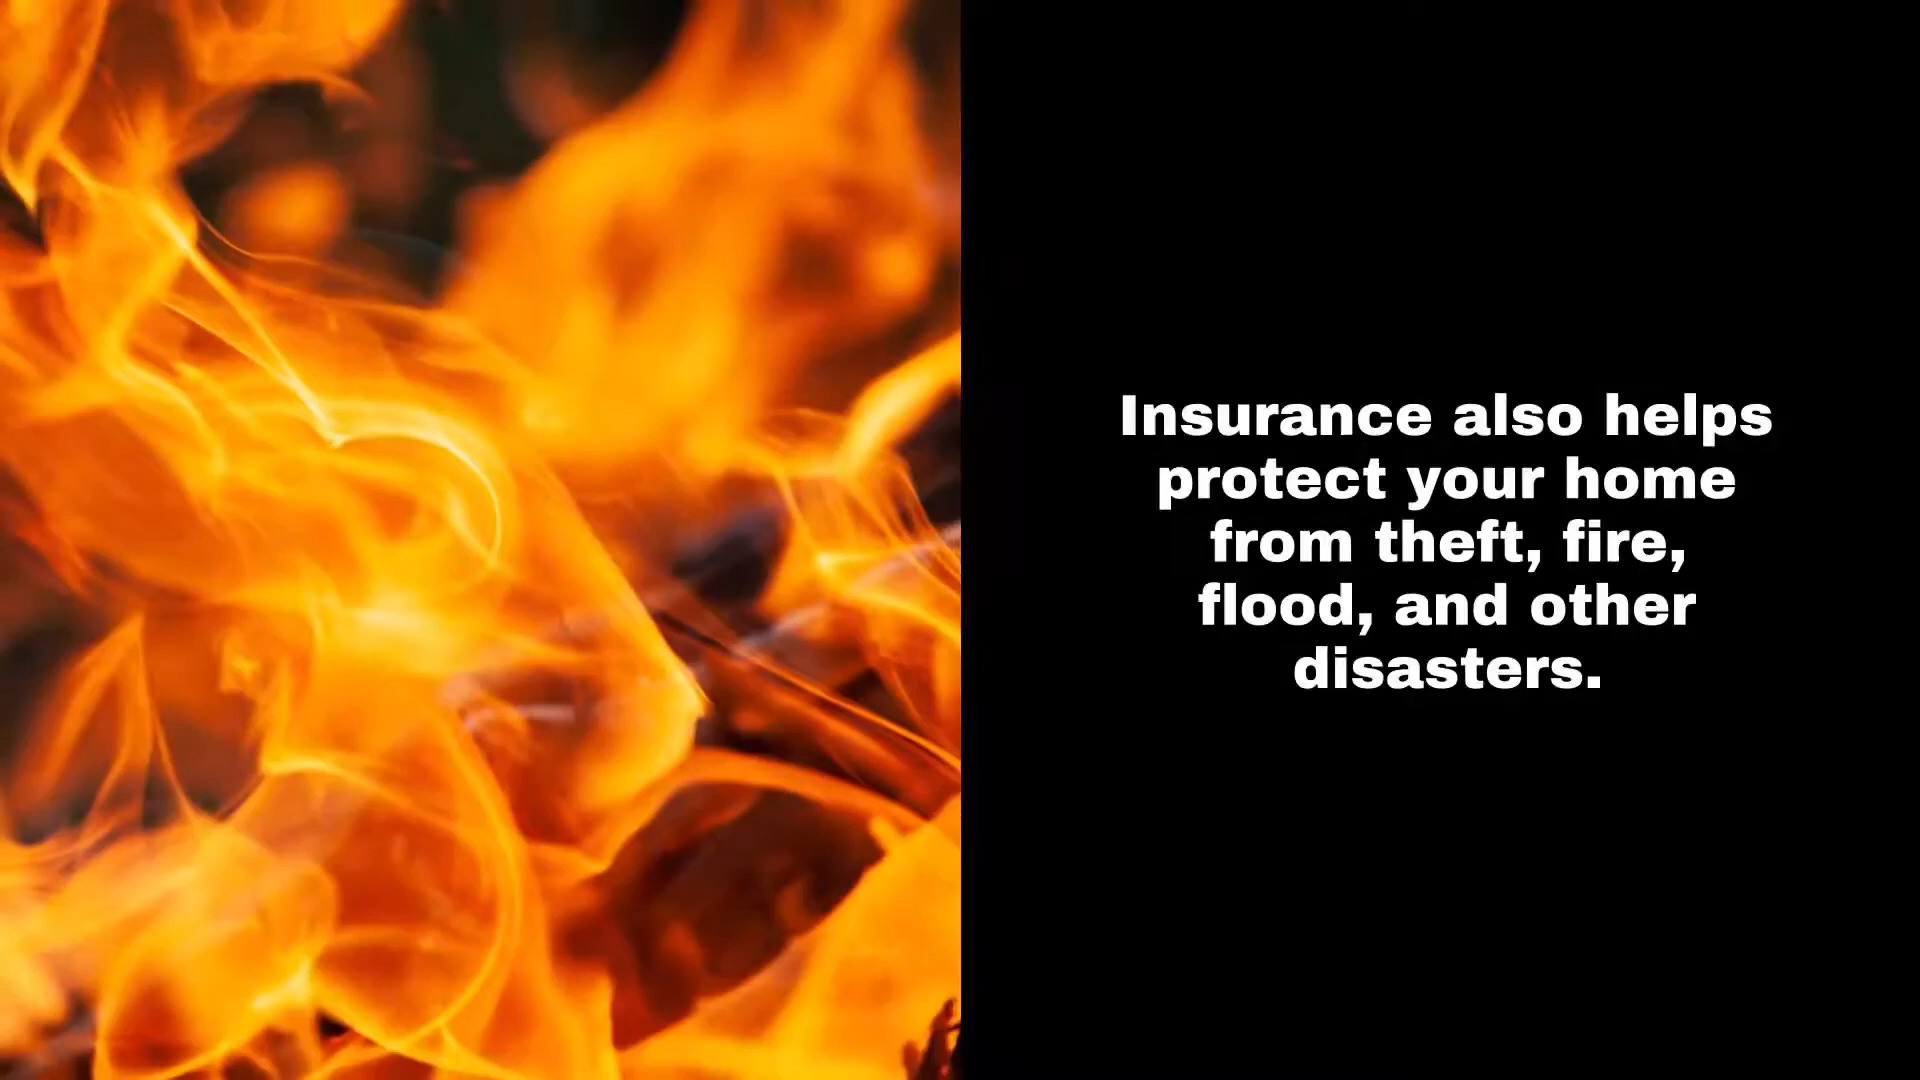 Insurance also helps
protect your home
from theft, fire,
flood, and other
disasters.